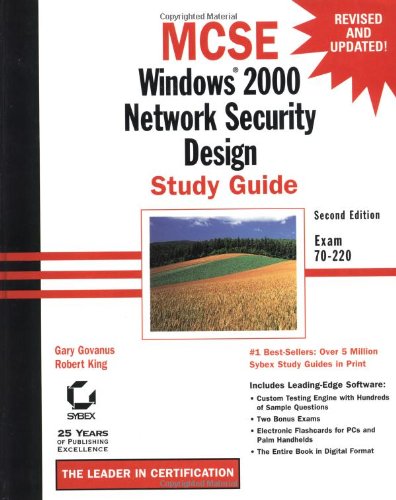 Copyrighted Material
REVISED
AND
UPDATED!
MCSE
Windows® 2000
Network Security
Design
Study Guide
Second Edition
Exam
70-220
Gary Govanus
Robert King
#1 Best-Sellers: Over 5 Million
Sybex Study Guides in Print
Includes Leading-Edge Software:
• Custom Testing Engine with Hundreds
of Sample Questions
• Two Bonus Exams
• Electronic Flashcards for PCs and
Palm Handhelds
• The Entire Book in Digital Format
SYBEX
25 YEARS
OF PUBLISHING
EXCELLENCE
THE LEADER IN CERTIFICATION
Copyrighted Material